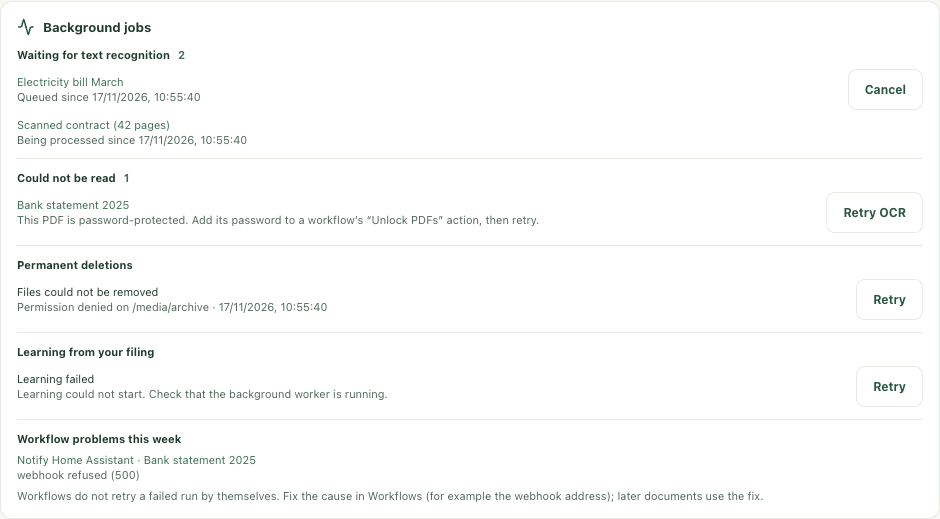 Background jobs
Waiting for text recognition 2
Electricity bill March
Queued since 17/11/2026, 10:55:40
Cancel
Scanned contract (42 pages)
Being processed since 17/11/2026, 10:55:40
Could not be read 1
Bank statement 2025
This PDF is password-protected. Add its password to a workflow’s “Unlock PDFs” action, then retry.
Retry OCR
Permanent deletions
Files could not be removed
Permission denied on /media/archive · 17/11/2026, 10:55:40
Retry
Learning from your filing
Learning failed
Learning could not start. Check that the background worker is running.
Retry
Workflow problems this week
Notify Home Assistant · Bank statement 2025
webhook refused (500)
Workflows do not retry a failed run by themselves. Fix the cause in Workflows (for example the webhook address); later documents use the fix.